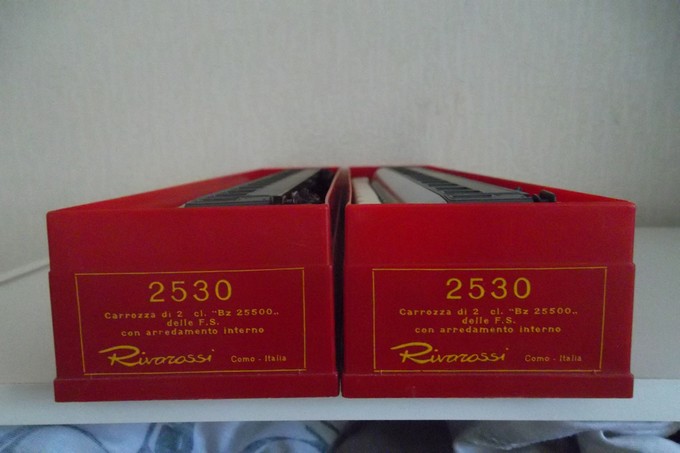 2530
Carrozza di 2 cl. "Bz 25500„
delle F.S.
con arredamento interno
Rivarossi Como - Italia
2530
Carrozza di 2 cl. "Bz 25500„
delle F.S.
con arredamento interno
Rivarossi Como - Italia